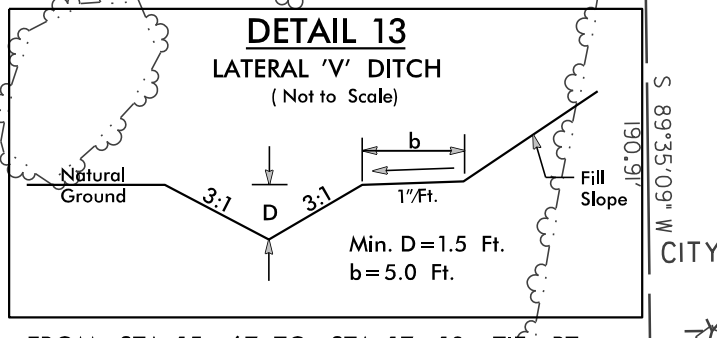 DETAIL 13
LATERAL 'V' DITCH
( Not to Scale)
Natural
Ground
3:1
D
3:1
b
1"/Ft.
Fill
Slope
Min. D=1.5 Ft.
b=5.0 Ft.
S 89°35'09" W
190.91'
CITY